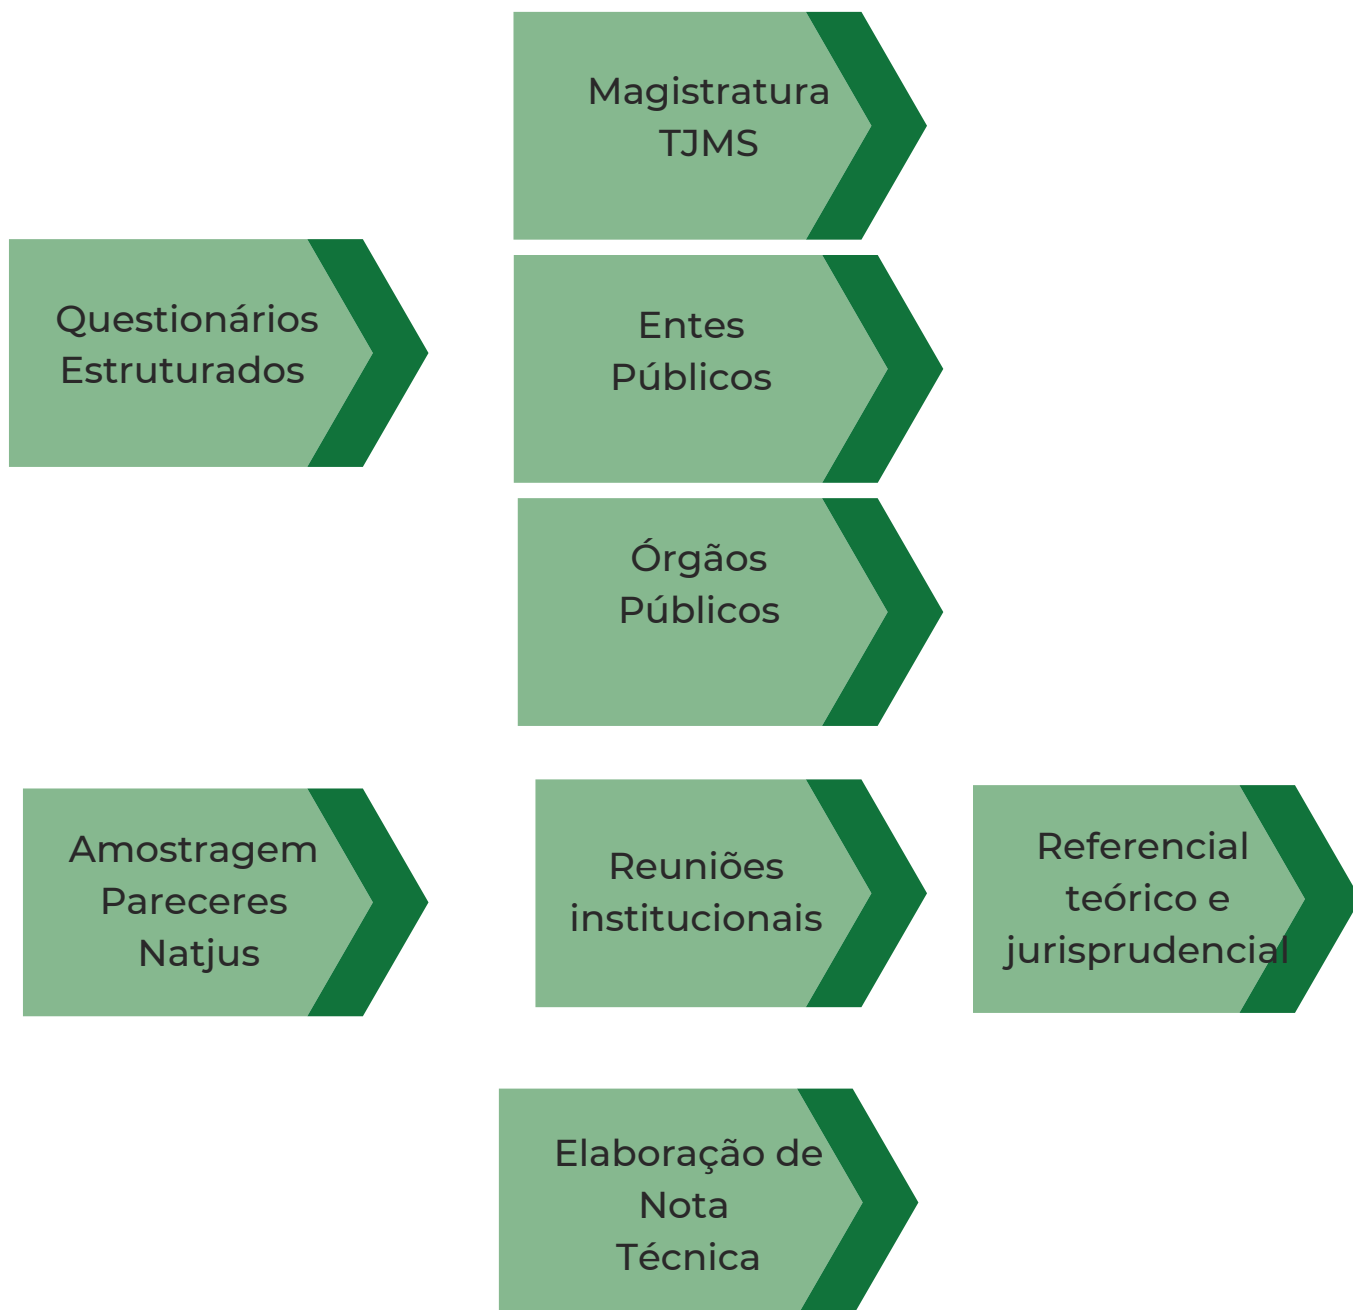 Magistratura
TJMS
Questionários
Estruturados
Entes
Públicos
Órgãos
Públicos
Amostragem
Pareceres
Natjus
Reuniões
institucionais
Referencial
teórico e
jurisprudencial
Elaboração de
Nota
Técnica